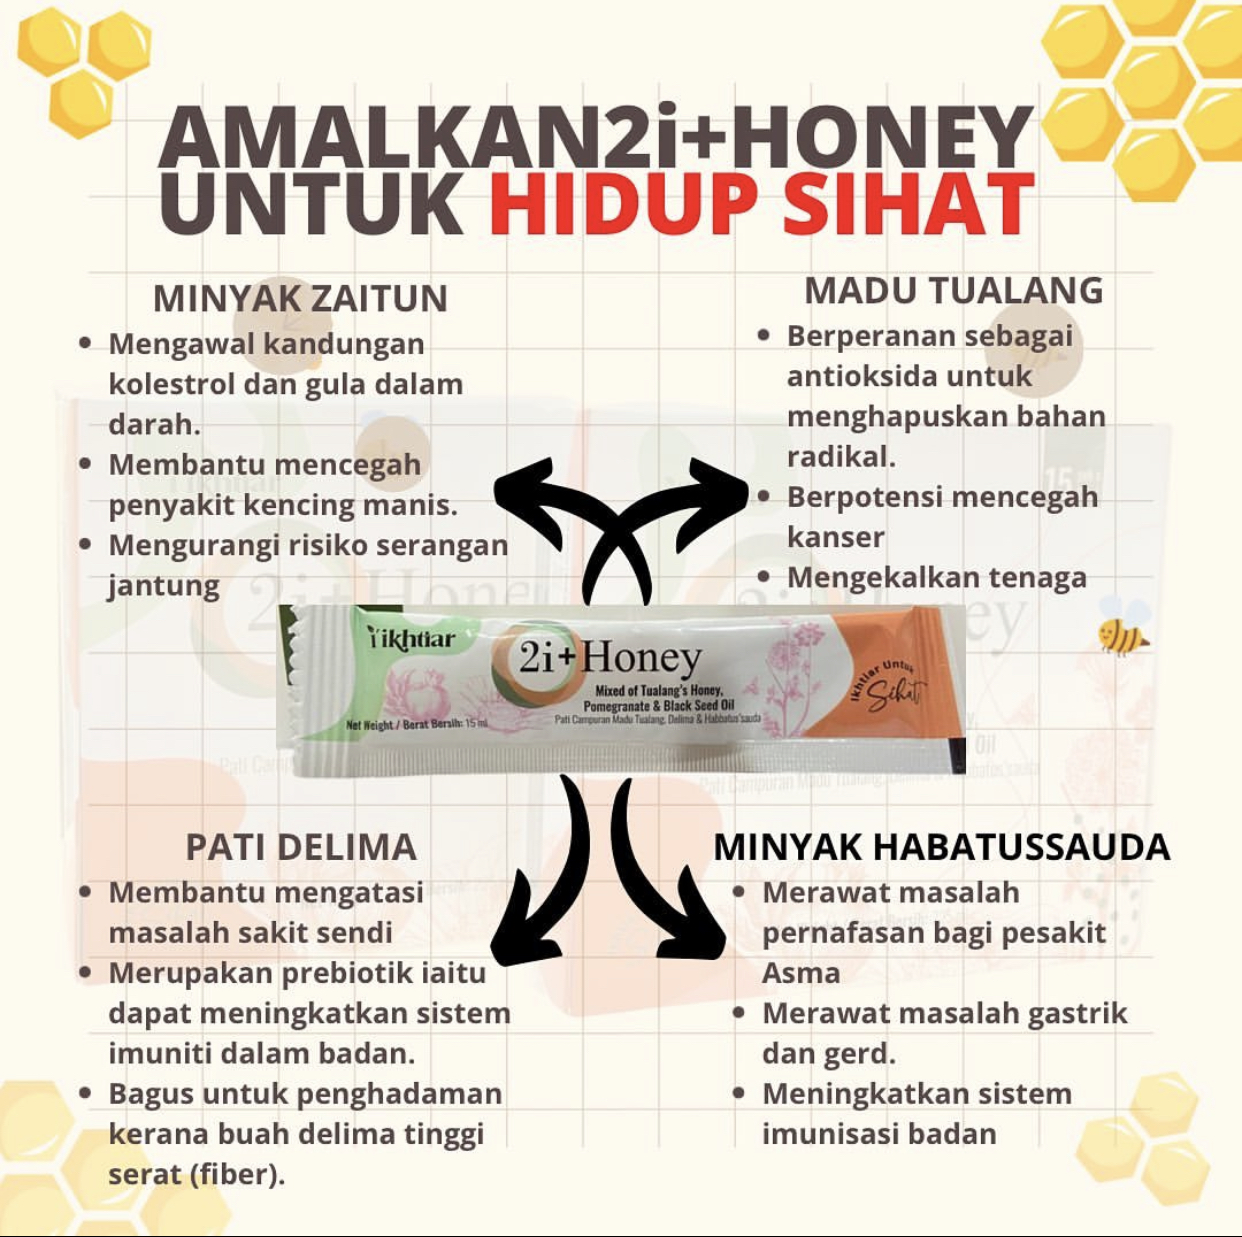 AMALKAN2i+HONEY
UNTUK HIDUP SIHAT
MINYAK ZAITUN
• Mengawal kandungan
kolestrol dan gula dalam
darah.
• Membantu mencegah
penyakit kencing manis.
• Mengurangi risiko serangan
jantung
MADU TUALANG
• Berperanan sebagai
antioksida untuk
menghapuskan bahan
radikal.
• Berpotensi mencegah
kanser
• Mengekalkan tenaga
ikhtiar
2i+Honey
Mixed of Tualang's Honey,
Pomegranate & Black Seed Oil
Pati Campuran Madu Tualang, Delima & Habbatus'sauda
Net Weight / Berat Bersih: 15 ml
Ikhtiar Untuk
Sihat
PATI DELIMA
• Membantu mengatasi
masalah sakit sendi
• Merupakan prebiotik iaitu
dapat meningkatkan sistem
imuniti dalam badan.
• Bagus untuk penghadaman
kerana buah delima tinggi
serat (fiber).
MINYAK HABATUSSAUDA
• Merawat masalah
pernafasan bagi pesakit
Asma
• Merawat masalah gastrik
dan gerd.
• Meningkatkan sistem
imunisasi badan